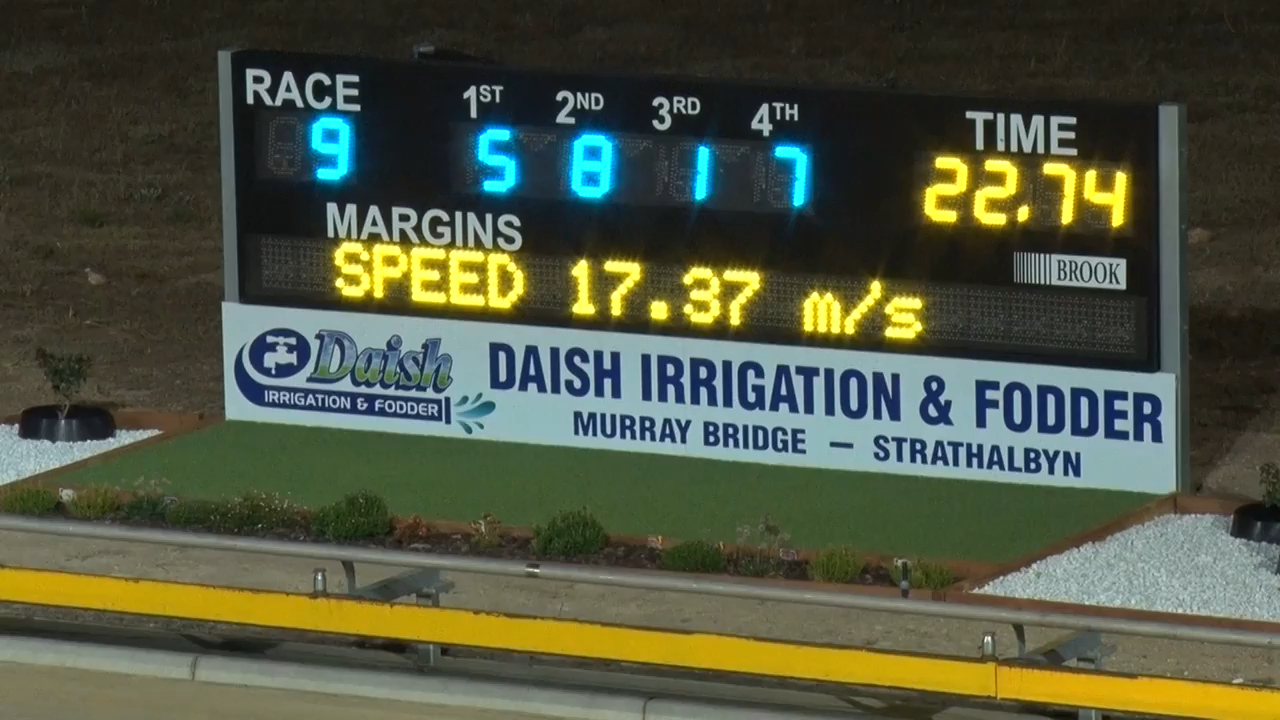 RACE 1ST 2ND 3RD 4TH TIME
9 5 8 1 7 22.74
MARGINS
BROOK
SPEED 17.37 m/s
Daish
IRRIGATION & FODDER
DAISH IRRIGATION & FODDER
MURRAY BRIDGE — STRATHALBYN